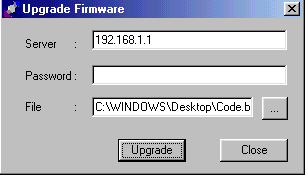 Upgrade Firmware
Server : 192.168.1.1
Password :
File : C:\WINDOWS\Desktop\Code.b ...
Upgrade Close